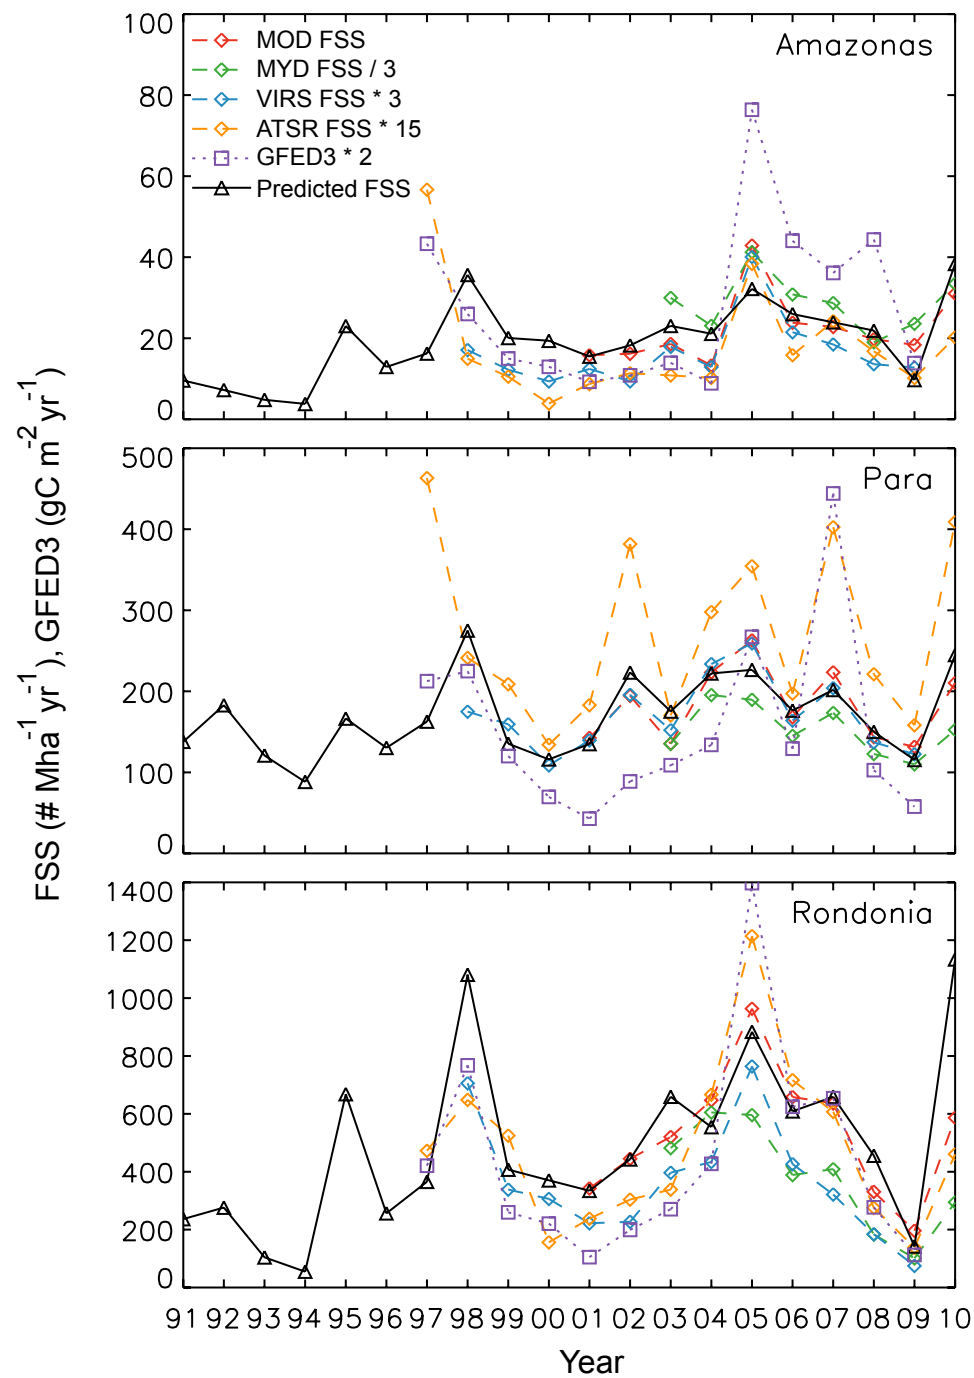 FSS (# Mha⁻¹ yr⁻¹), GFED3 (gC m⁻² yr⁻¹)
100
80
60
40
20
0
Amazonas
MOD FSS
MYD FSS / 3
VIRS FSS * 3
ATSR FSS * 15
GFED3 * 2
Predicted FSS
500
400
300
200
100
0
Para
1400
1200
1000
800
600
400
200
0
Rondonia
91 92 93 94 95 96 97 98 99 00 01 02 03 04 05 06 07 08 09 10
Year